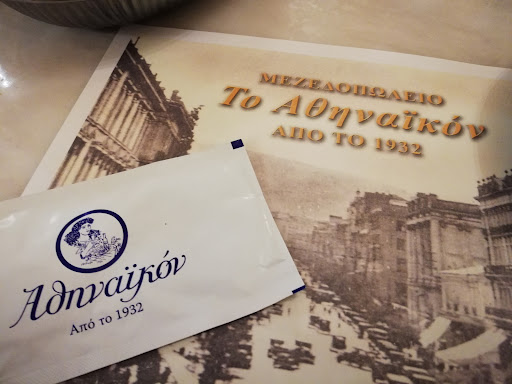 ΜΕΖΕΔΟΠΩΛΕΙΟ
Το Αθηναϊκόν
ΑΠΟ ΤΟ 1932
Αθηναϊκόν
Από το 1932